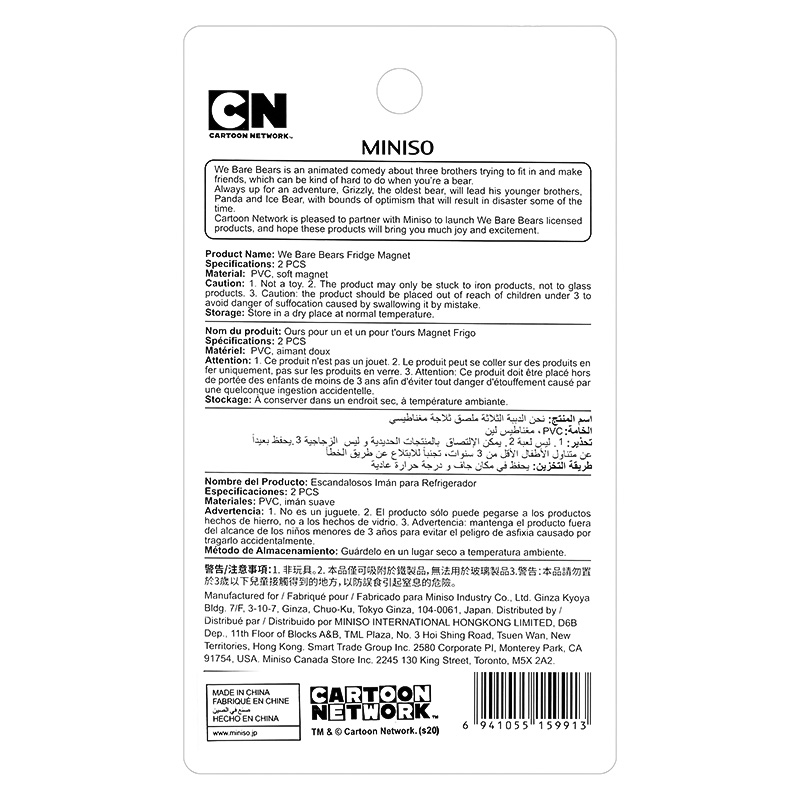 CN
CARTOON NETWORK™
MINISO
We Bare Bears is an animated comedy about three brothers trying to fit in and make
friends, which can be kind of hard to do when you're a bear.
Always up for an adventure, Grizzly, the oldest bear, will lead his younger brothers,
Panda and Ice Bear, with bounds of optimism that will result in disaster some of the
time.
Cartoon Network is pleased to partner with Miniso to launch We Bare Bears licensed
products, and hope these products will bring you much joy and excitement.
Product Name: We Bare Bears Fridge Magnet
Specifications: 2 PCS
Material: PVC, soft magnet
Caution: 1. Not a toy. 2. The product may only be stuck to iron products, not to glass
products. 3. Caution: the product should be placed out of reach of children under 3 to
avoid danger of suffocation caused by swallowing it by mistake.
Storage: Store in a dry place at normal temperature.
Nom du produit: Ours pour un et un pour t'ours Magnet Frigo
Spécifications: 2 PCS
Matériel: PVC, aimant doux
Attention: 1. Ce produit n'est pas un jouet. 2. Le produit peut se coller sur des produits en
fer uniquement, pas sur les produits en verre. 3. Attention: Ce produit doit être placé hors
de portée des enfants de moins de 3 ans afin d'éviter tout danger d'étouffement causé par
une quelconque ingestion accidentelle.
Stockage: À conserver dans un endroit sec, à température ambiante.
اسم المنتج: نحن الدببة الثلاثة ملصق ثلاجة مغناطيسي
الخامة: PVC، مغناطيس لين
تحذير: 1. ليس لعبة 2. يمكن الإلتصاق بالمنتجات الحديدية و ليس الزجاجية 3.يحفظ بعيداً
عن متناول الأطفال الأقل من 3 سنوات، تجنباً للابتلاع عن طريق الخطأ
طريقة التخزين: يحفظ في مكان جاف و درجة حرارة عادية
Nombre del Producto: Escandalosos Imán para Refrigerador
Especificaciones: 2 PCS
Materiales: PVC, imán suave
Advertencia: 1. No es un juguete. 2. El producto sólo puede pegarse a los productos
hechos de hierro, no a los hechos de vidrio. 3. Advertencia: mantenga el producto fuera
del alcance de los niños menores de 3 años para evitar el peligro de asfixia causado por
tragarlo accidentalmente.
Método de Almacenamiento: Guárdelo en un lugar seco a temperatura ambiente.
警告/注意事項:1. 非玩具。2. 本品僅可吸附於鐵製品,無法用於玻璃製品3.警告:本品請勿置
於3歲以下兒童接觸得到的地方,以防誤食引起窒息的危險。
Manufactured for / Fabriqué pour / Fabricado para Miniso Industry Co., Ltd. Ginza Kyoya
Bldg. 7/F, 3-10-7, Ginza, Chuo-Ku, Tokyo Ginza, 104-0061, Japan. Distributed by /
Distribué par / Distribuido por MINISO INTERNATIONAL HONGKONG LIMITED, D6B
Dep., 11th Floor of Blocks A&B, TML Plaza, No. 3 Hoi Shing Road, Tsuen Wan, New
Territories, Hong Kong. Smart Trade Group Inc. 2580 Corporate Pl, Monterey Park, CA
91754, USA. Miniso Canada Store Inc. 2245 130 King Street, Toronto, M5X 2A2.
MADE IN CHINA
FABRIQUÉ EN CHINE
صنع في الصين
HECHO EN CHINA
www.miniso.jp
CARTOON
NETWORK™
TM & © Cartoon Network. (s20)
6 941055 159913